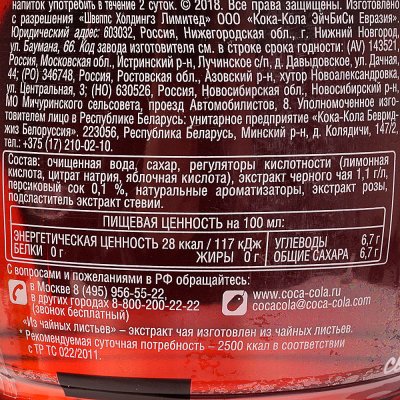 напиток употребить в течение 2 суток. © 2018. Все права защищены. Изготовлено
с разрешения «Швеппс Холдингз Лимитед» ООО «Кока-Кола ЭйчБиСи Евразия».
Юридический адрес: 603032, Россия, Нижегородская обл., г. Нижний Новгород,
ул. Баумана, 66. Код завода изготовителя см. в строке срока годности: (AV) 143521,
Россия, Московская обл., Истринский р-н, Лучинское с/п, д. Давыдовское, ул. Дачная,
44; (РО) 346748, Россия, Ростовская обл., Азовский р-н, хутор Новоалександровка,
ул. Центральная, 3; (НО) 630526, Россия, Новосибирская обл., Новосибирский р-н,
МО Мичуринского сельсовета, проезд Автомобилистов, 8. Уполномоченное изго-
товителем лицо в Республике Беларусь: унитарное предприятие «Кока-Кола Бевриджиз
Белоруссия», 223056, Республика Беларусь, Минский р-н, д. Колядичи, 147/2,
тел.: +375 (17) 210-02-10.
Состав: очищенная вода, сахар, регуляторы кислотности (лимонная
кислота, цитрат натрия, яблочная кислота), экстракт черного чая 1,1 г/л,
персиковый сок 0,1 %, натуральные ароматизаторы, экстракт розы,
подсластитель экстракт стевии.
ПИЩЕВАЯ ЦЕННОСТЬ на 100 мл:
ЭНЕРГЕТИЧЕСКАЯ ЦЕННОСТЬ 28 ккал / 117 кДж УГЛЕВОДЫ 6,7 г
БЕЛКИ 0 г ЖИРЫ 0 г ОБЩИЕ САХАРА 6,7 г
С вопросами и пожеланиями в РФ обращайтесь:
в Москве 8 (495) 956-55-22, www.coca-cola.ru
в других городах 8-800-200-22-22 cocacola@coca-cola.com
(звонок бесплатный)
«Из чайных листьев» – экстракт чая изготовлен из чайных листьев.
* Рекомендуемая суточная потребность – 2500 ккал в соответствии
с ТР ТС 022/2011.